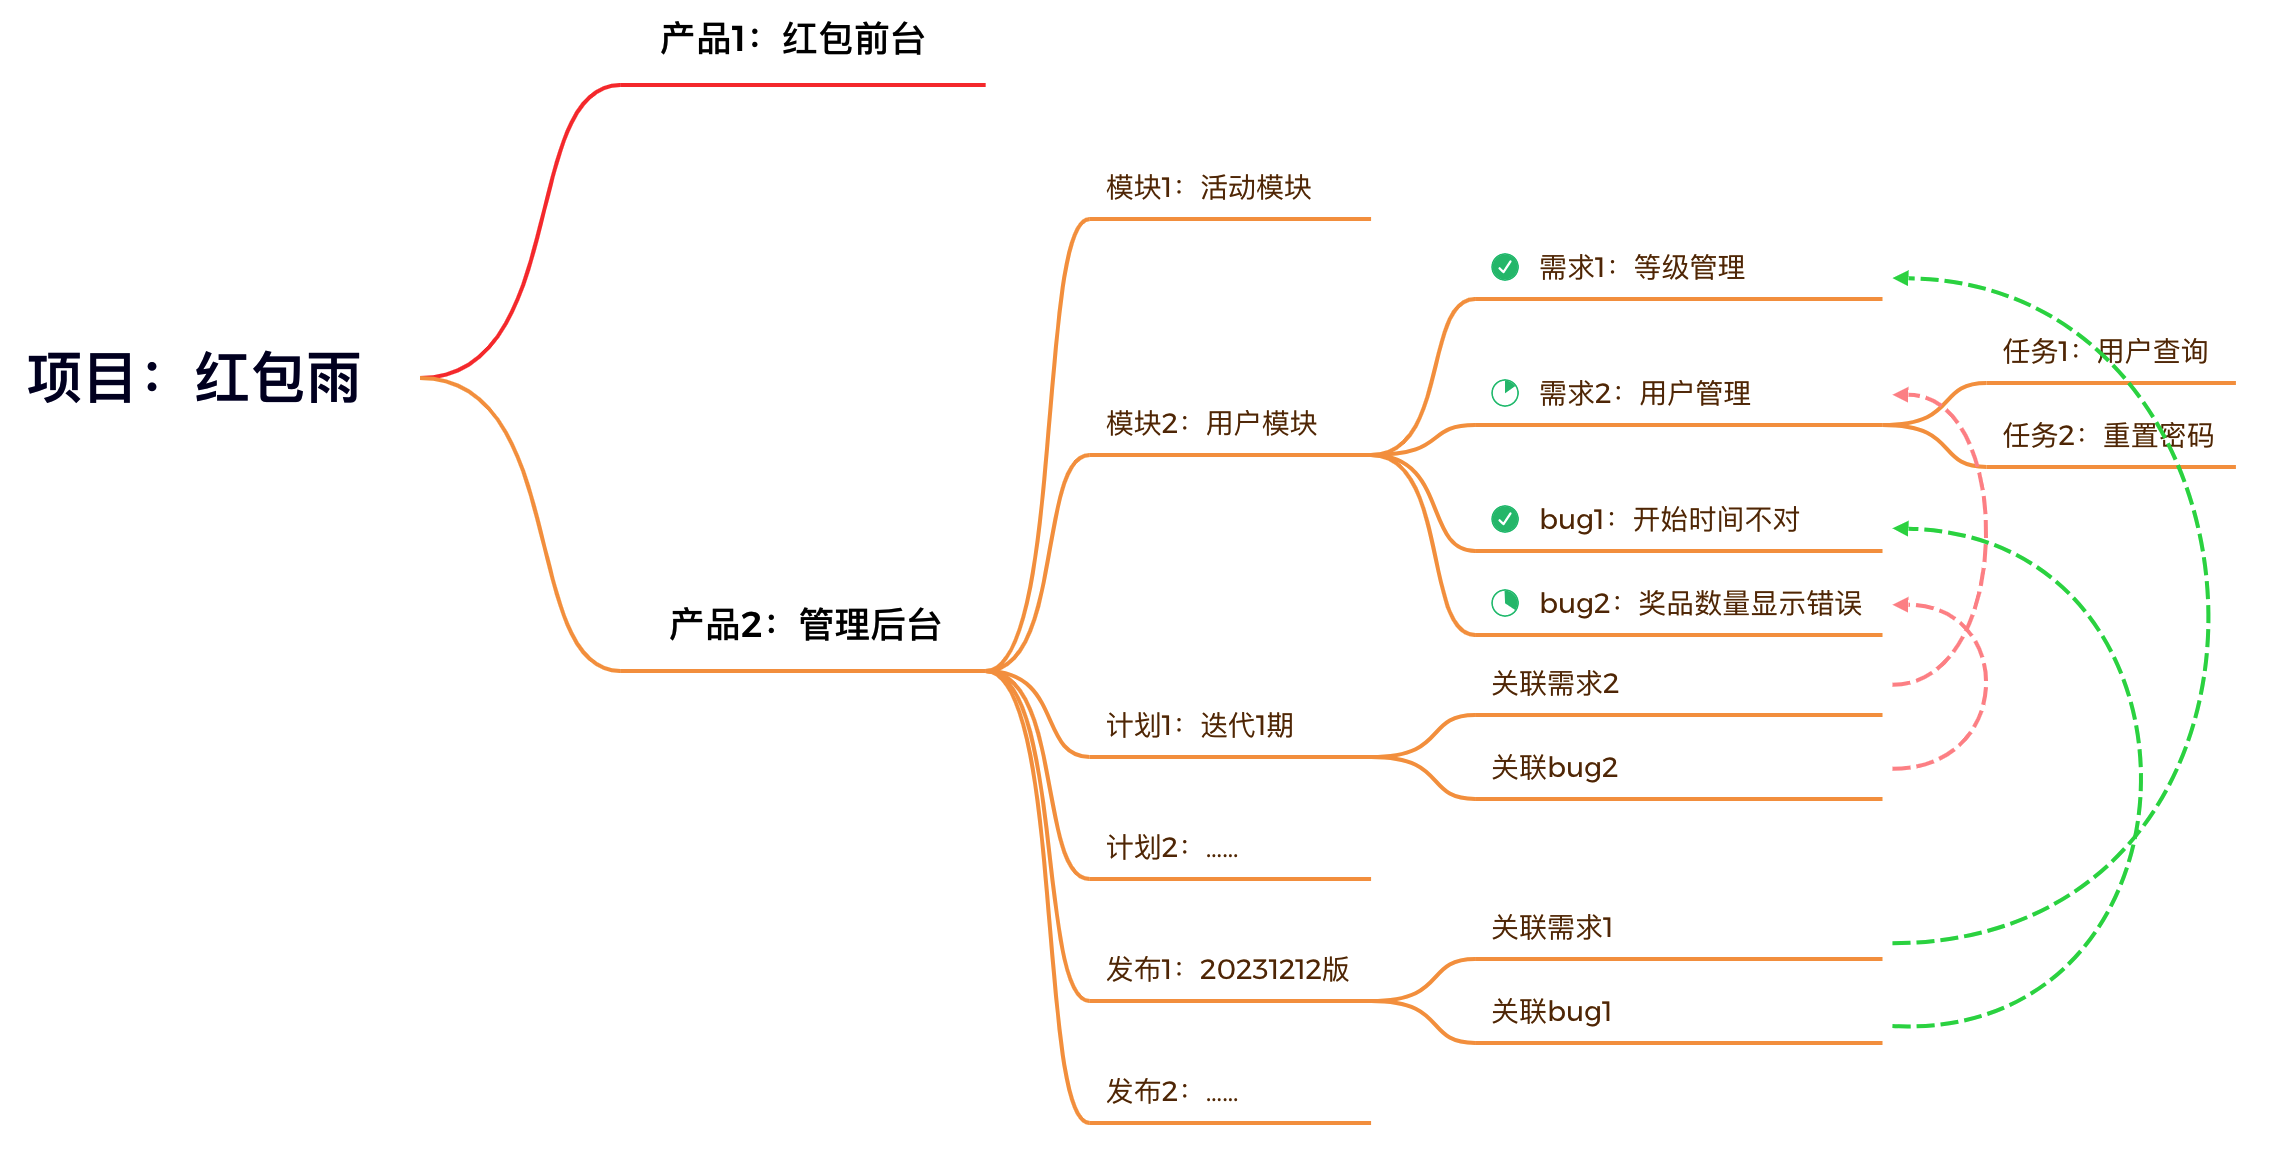 产品1：红包前台
模块1：活动模块
需求1：等级管理
任务1：用户查询
项目：红包雨
需求2：用户管理
模块2：用户模块
任务2：重置密码
bug1：开始时间不对
bug2：奖品数量显示错误
产品2：管理后台
关联需求2
计划1：迭代1期
关联bug2
计划2：……
关联需求1
发布1：20231212版
关联bug1
发布2：……